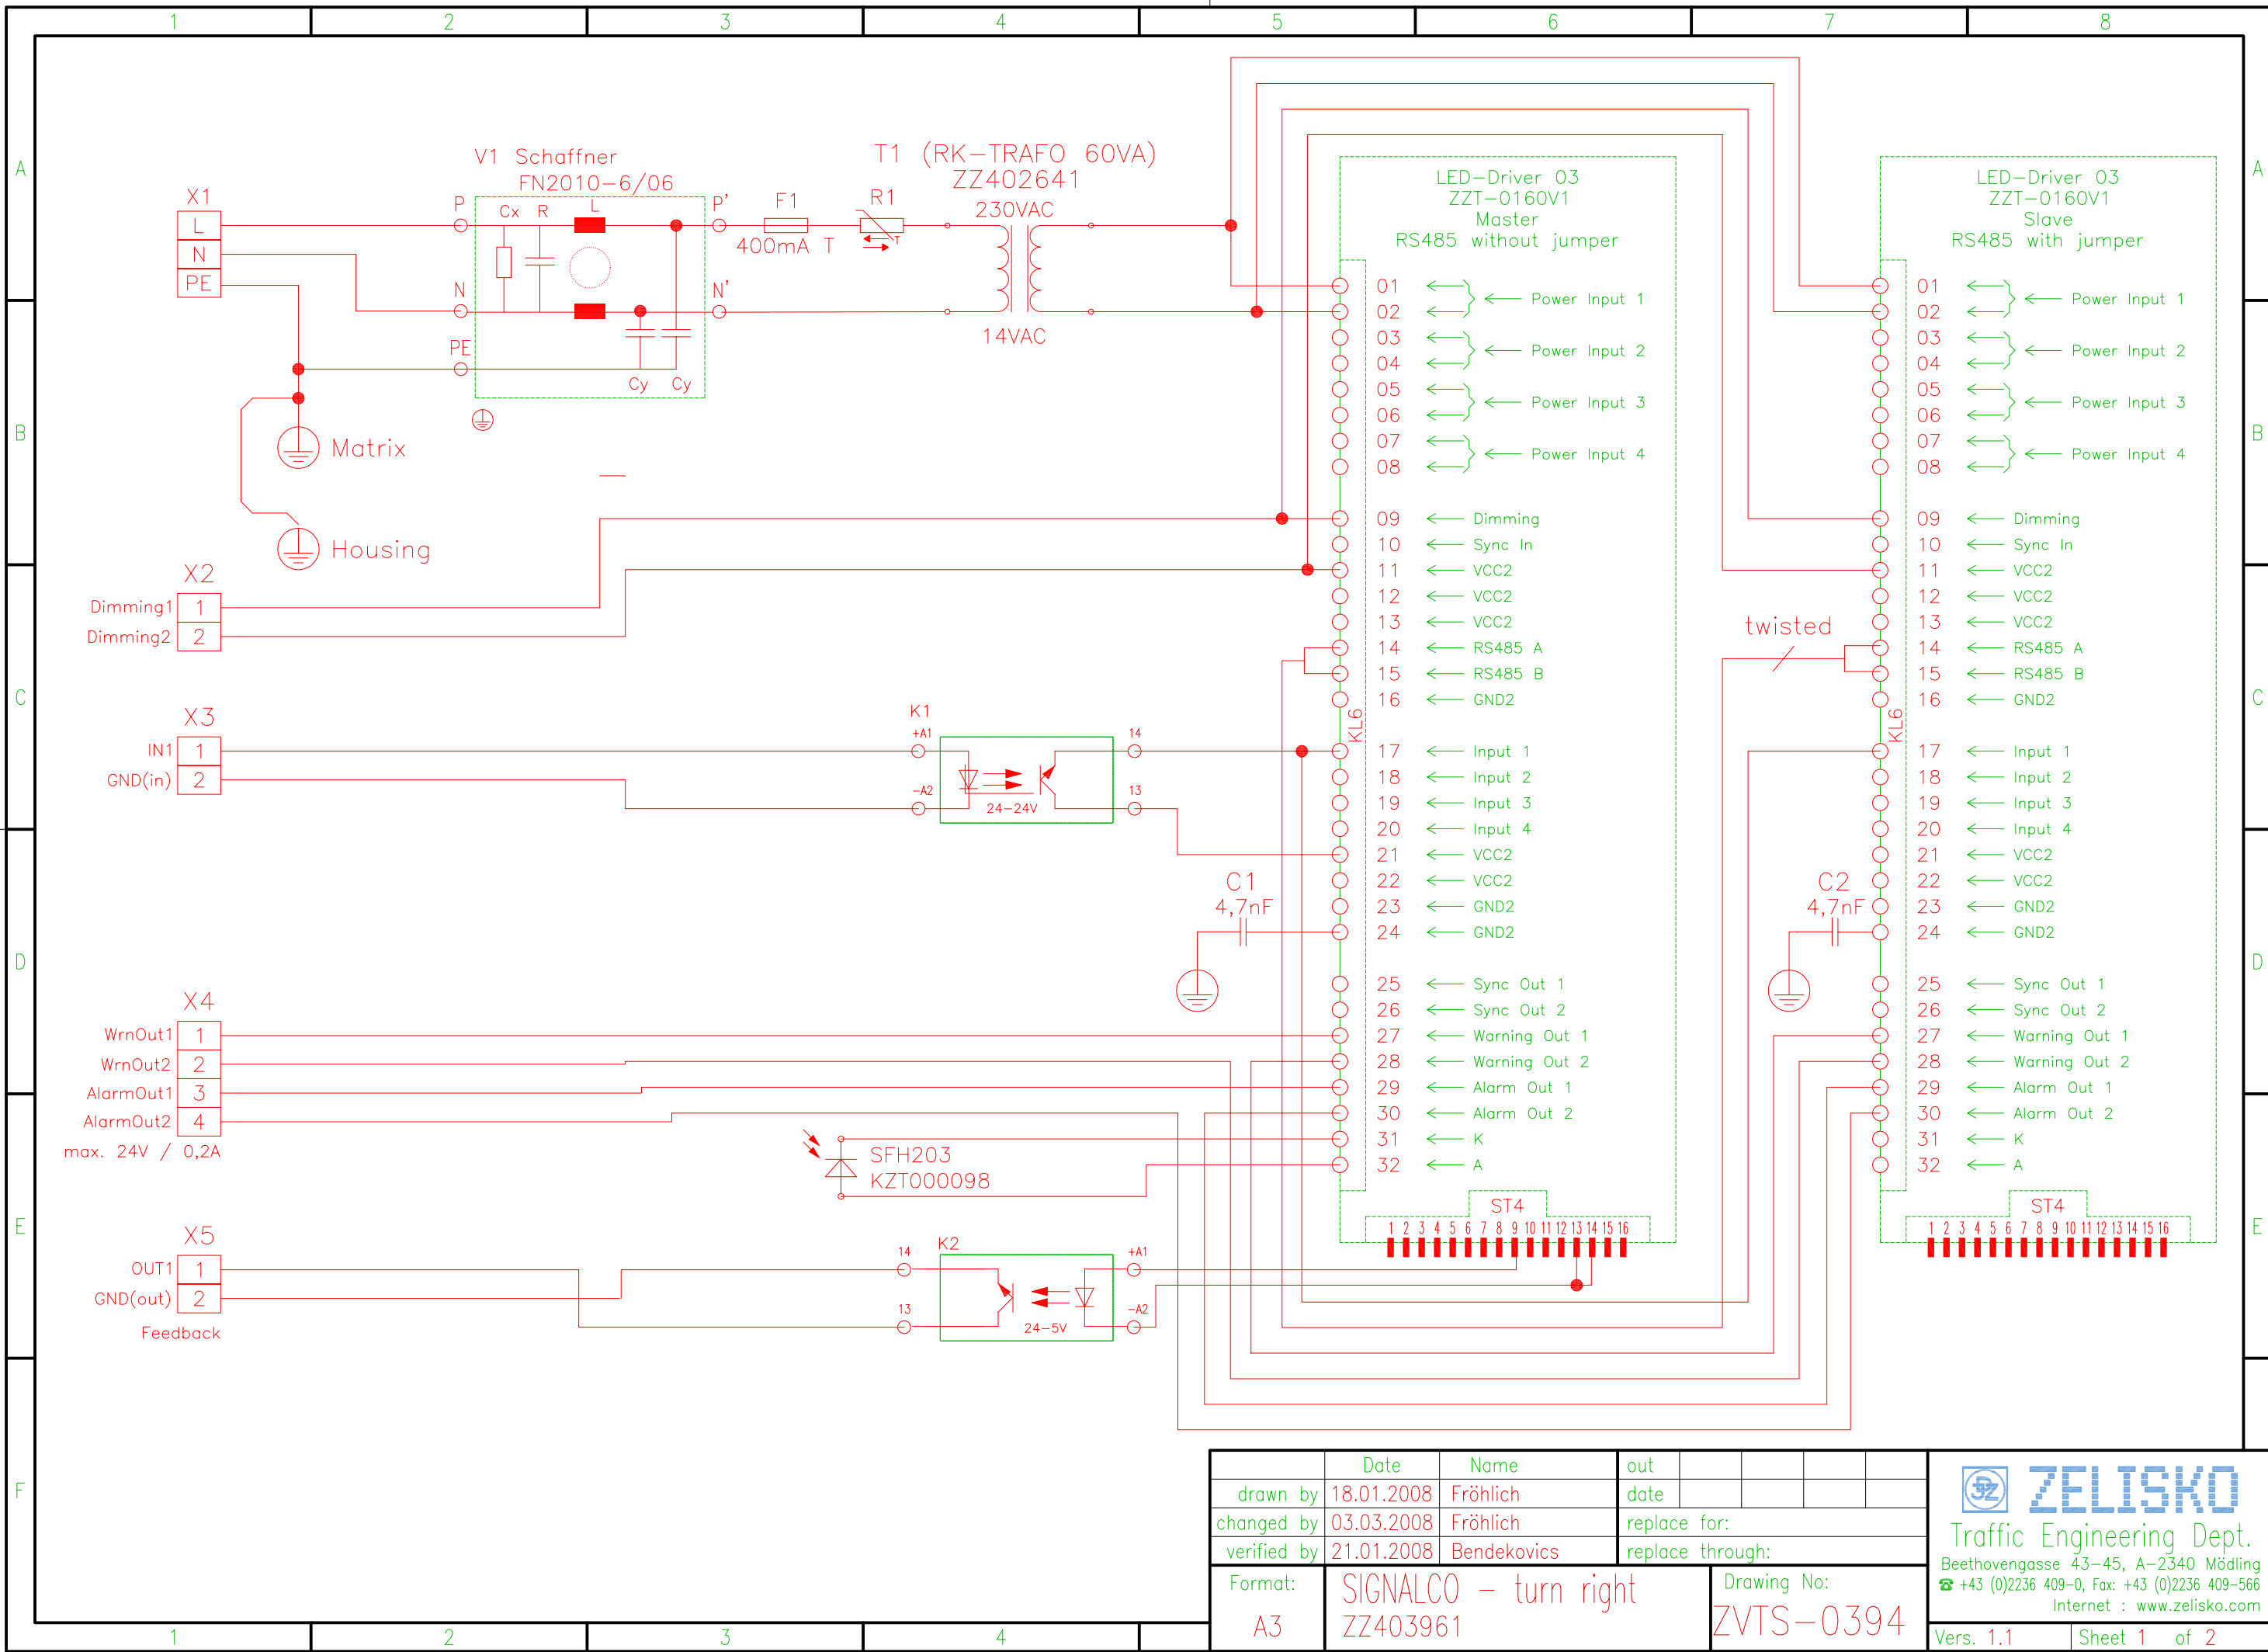 1 2 3 4 5 6 7 8
A A
B B
C C
D D
E E
F
V1 Schaffner
FN2010-6/06
P Cx R L P'
N N'
PE
Cy Cy
F1
400mA T
R1
T
T1 (RK-TRAFO 60VA)
ZZ402641
230VAC
14VAC
X1
L
N
PE
Matrix
Housing
X2
Dimming1 1
Dimming2 2
X3
IN1 1
GND(in) 2
K1
+A1 14
-A2 13
24-24V
X4
WrnOut1 1
WrnOut2 2
AlarmOut1 3
AlarmOut2 4
max. 24V / 0,2A
SFH203
KZT000098
X5
OUT1 1
GND(out) 2
Feedback
K2
14 +A1
13 -A2
24-5V
C1
4,7nF
LED-Driver 03
ZZT-0160V1
Master
RS485 without jumper
01
Power Input 1
02
03
Power Input 2
04
05
Power Input 3
06
07
Power Input 4
08
09 Dimming
10 Sync In
11 VCC2
12 VCC2
13 VCC2
14 RS485 A
15 RS485 B
16 GND2
KL6
17 Input 1
18 Input 2
19 Input 3
20 Input 4
21 VCC2
22 VCC2
23 GND2
24 GND2
25 Sync Out 1
26 Sync Out 2
27 Warning Out 1
28 Warning Out 2
29 Alarm Out 1
30 Alarm Out 2
31 K
32 A
ST4
1 2 3 4 5 6 7 8 9 10 11 12 13 14 15 16
twisted
C2
4,7nF
LED-Driver 03
ZZT-0160V1
Slave
RS485 with jumper
01
Power Input 1
02
03
Power Input 2
04
05
Power Input 3
06
07
Power Input 4
08
09 Dimming
10 Sync In
11 VCC2
12 VCC2
13 VCC2
14 RS485 A
15 RS485 B
16 GND2
KL6
17 Input 1
18 Input 2
19 Input 3
20 Input 4
21 VCC2
22 VCC2
23 GND2
24 GND2
25 Sync Out 1
26 Sync Out 2
27 Warning Out 1
28 Warning Out 2
29 Alarm Out 1
30 Alarm Out 2
31 K
32 A
ST4
1 2 3 4 5 6 7 8 9 10 11 12 13 14 15 16
Date Name out
drawn by 18.01.2008 Fröhlich date
changed by 03.03.2008 Fröhlich replace for:
verified by 21.01.2008 Bendekovics replace through:
Format:
A3
SIGNALCO - turn right
ZZ403961
Drawing No:
ZVTS-0394
ZELISKO
Traffic Engineering Dept.
Beethovengasse 43-45, A-2340 Mödling
☎ +43 (0)2236 409-0, Fax: +43 (0)2236 409-566
Internet : www.zelisko.com
Vers. 1.1 Sheet 1 of 2
1 2 3 4